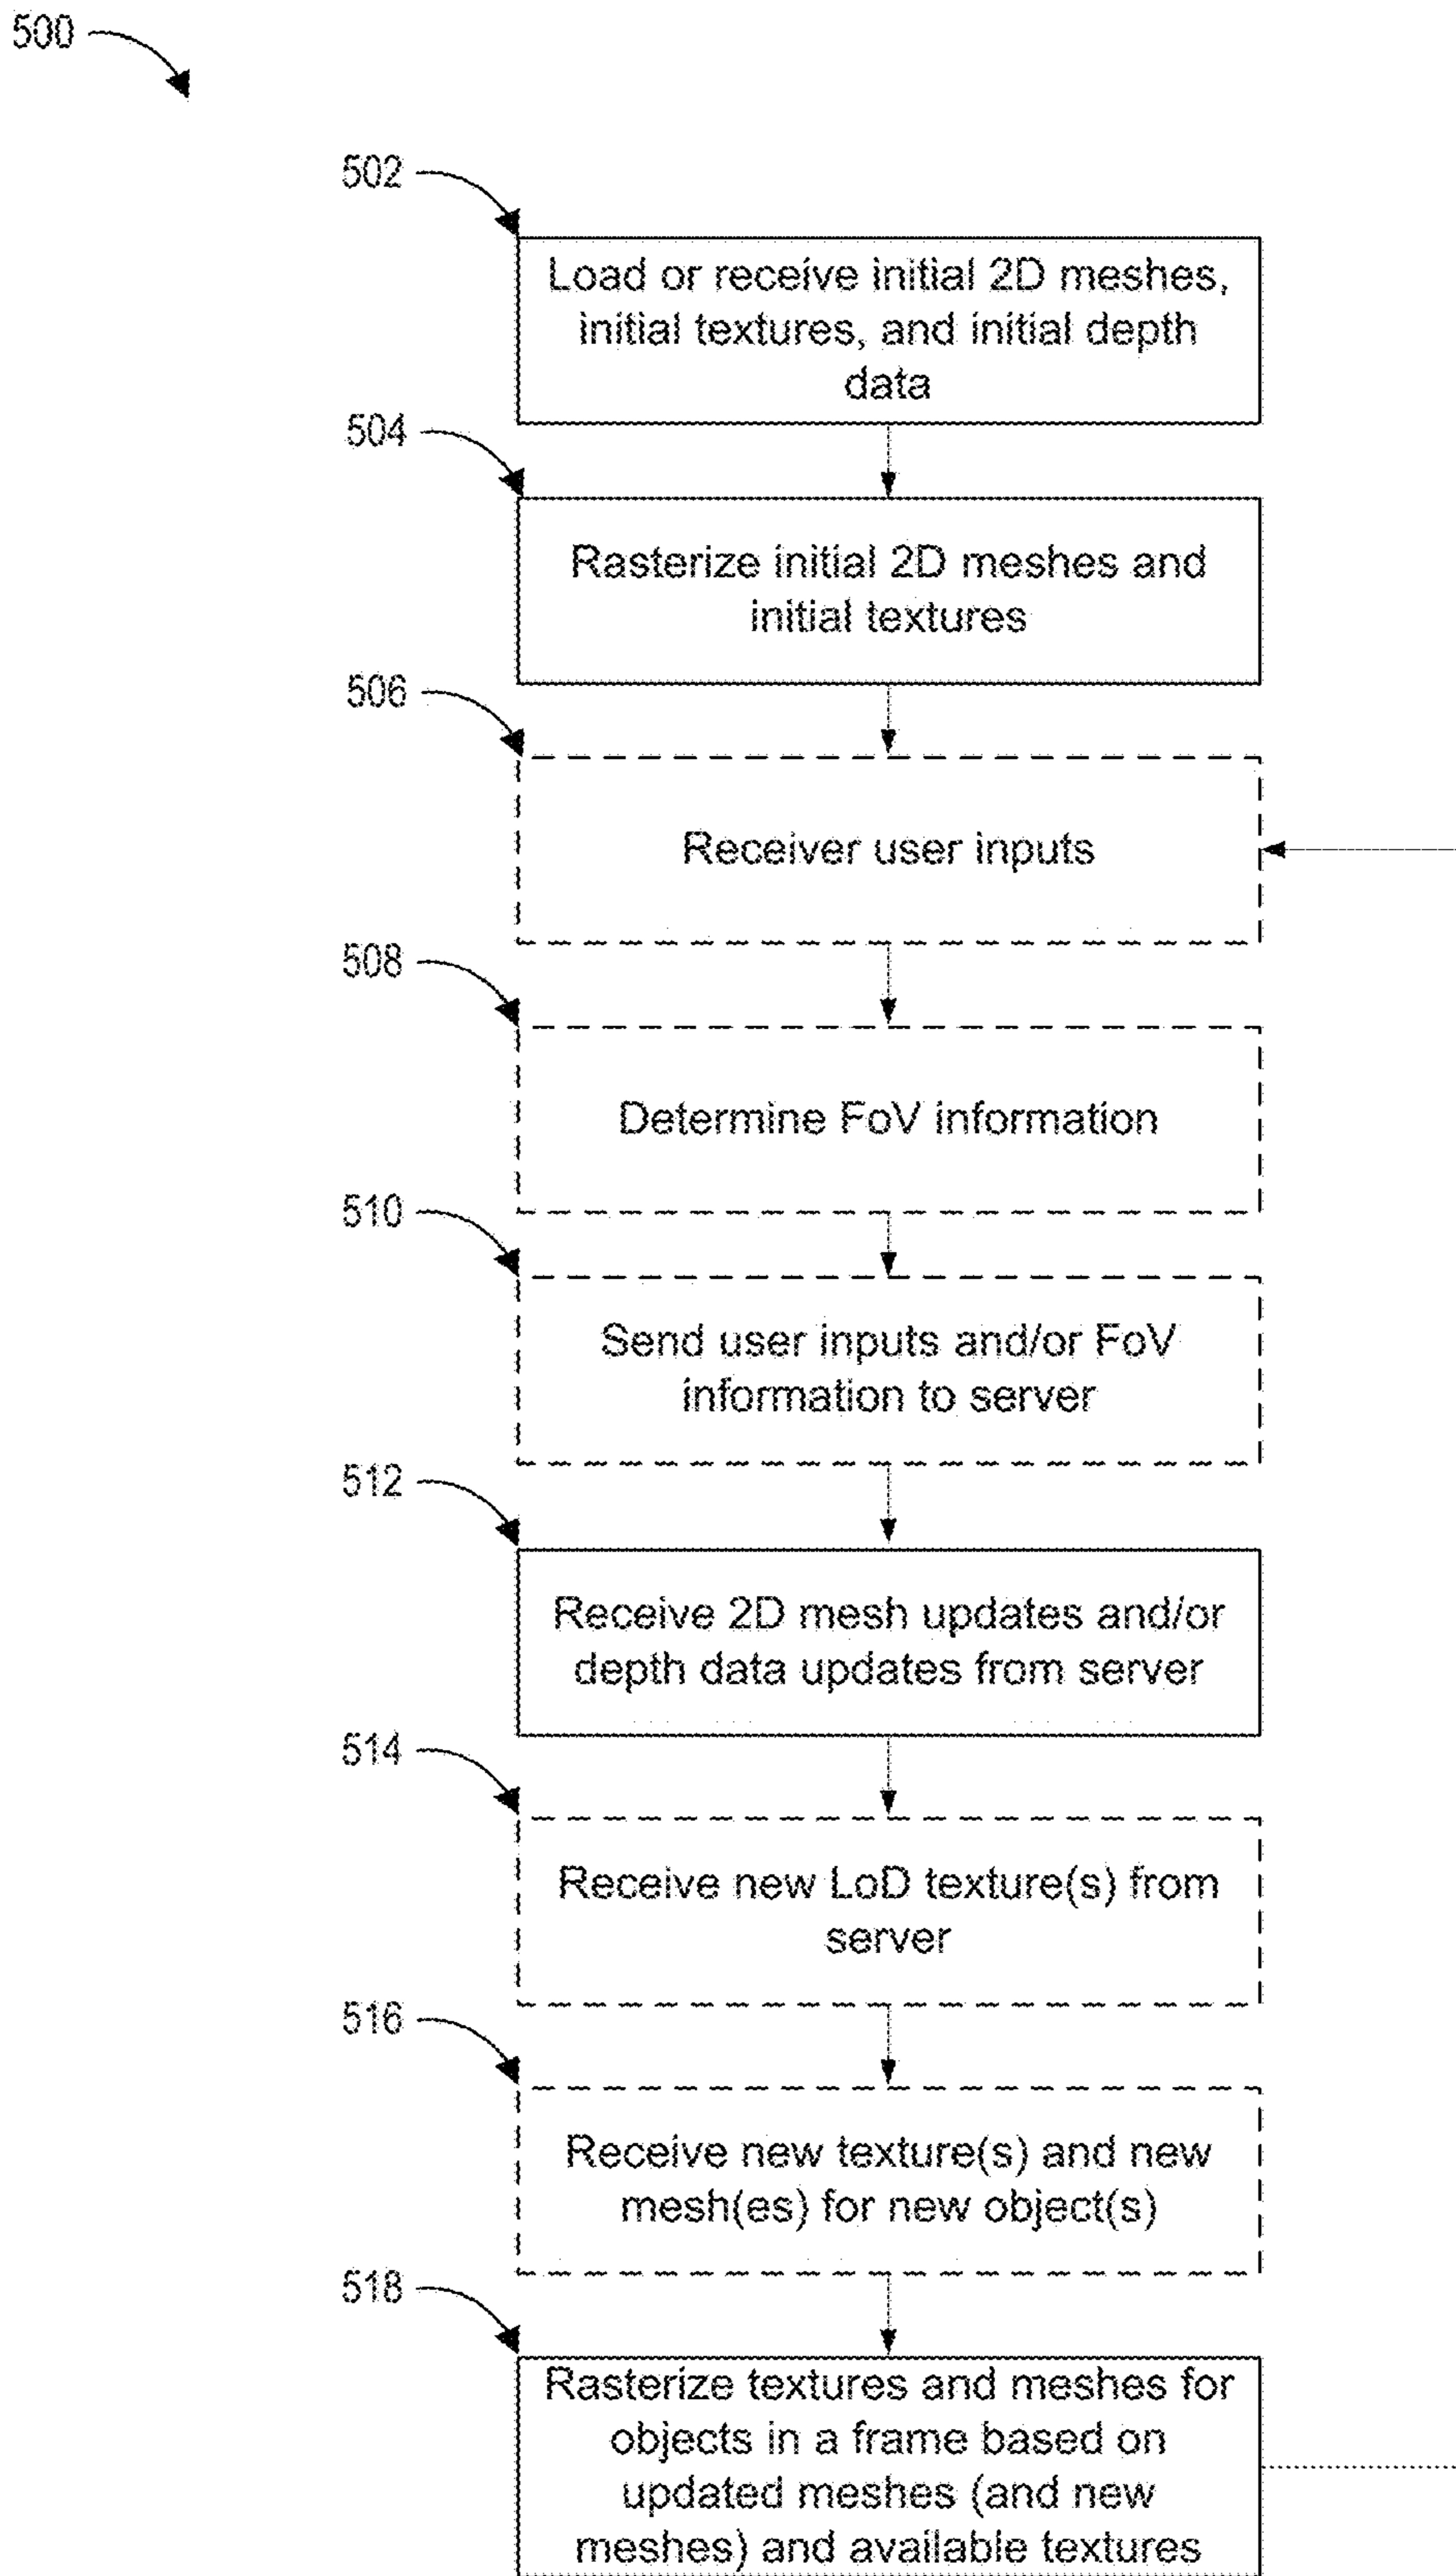 500
502
Load or receive initial 2D meshes,
initial textures, and initial depth
data
504
Rasterize initial 2D meshes and
initial textures
506
Receiver user inputs
508
Determine FoV information
510
Send user inputs and/or FoV
information to server
512
Receive 2D mesh updates and/or
depth data updates from server
514
Receive new LoD texture(s) from
server
516
Receive new texture(s) and new
mesh(es) for new object(s)
518
Rasterize textures and meshes for
objects in a frame based on
updated meshes (and new
meshes) and available textures